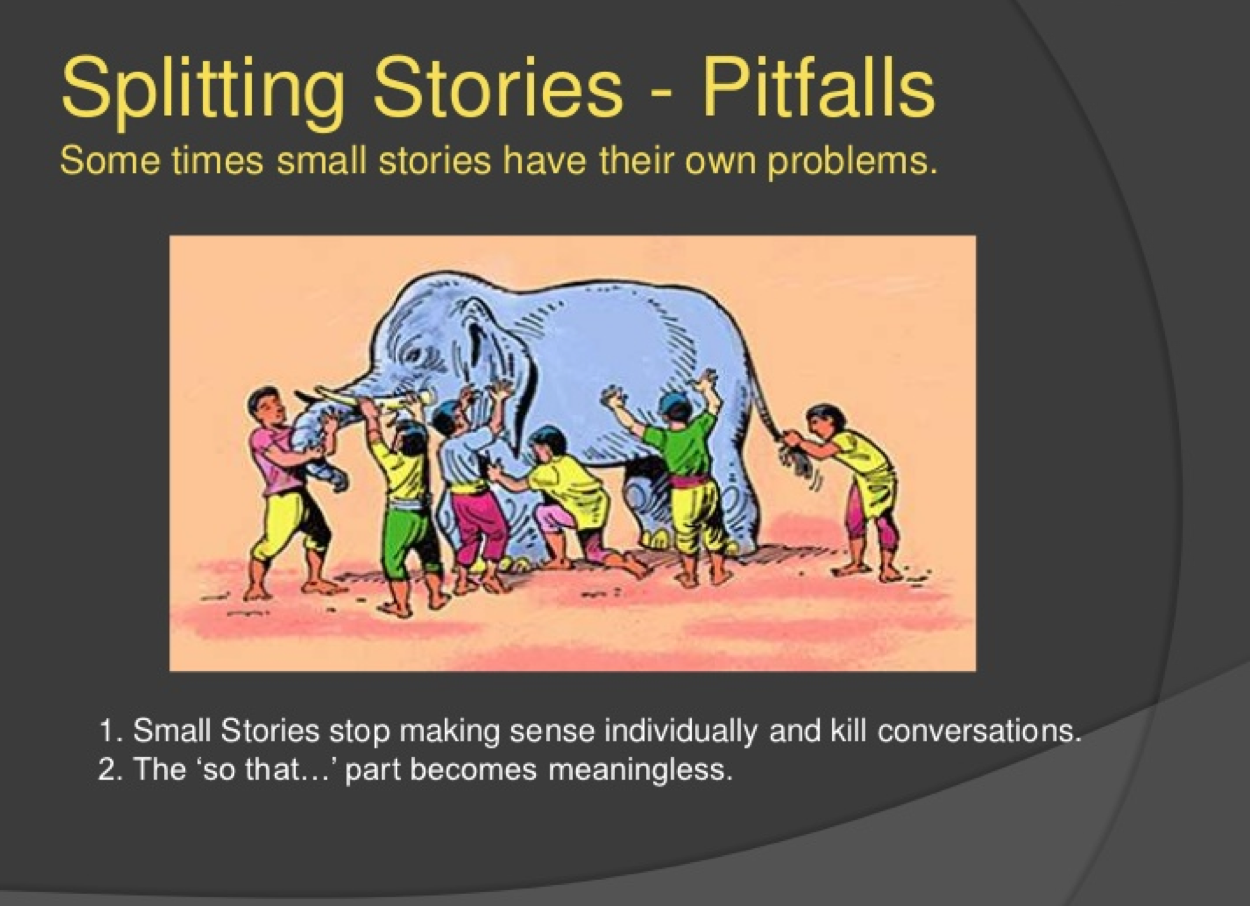 Splitting Stories - Pitfalls
Some times small stories have their own problems.
1. Small Stories stop making sense individually and kill conversations.
2. The ‘so that…’ part becomes meaningless.